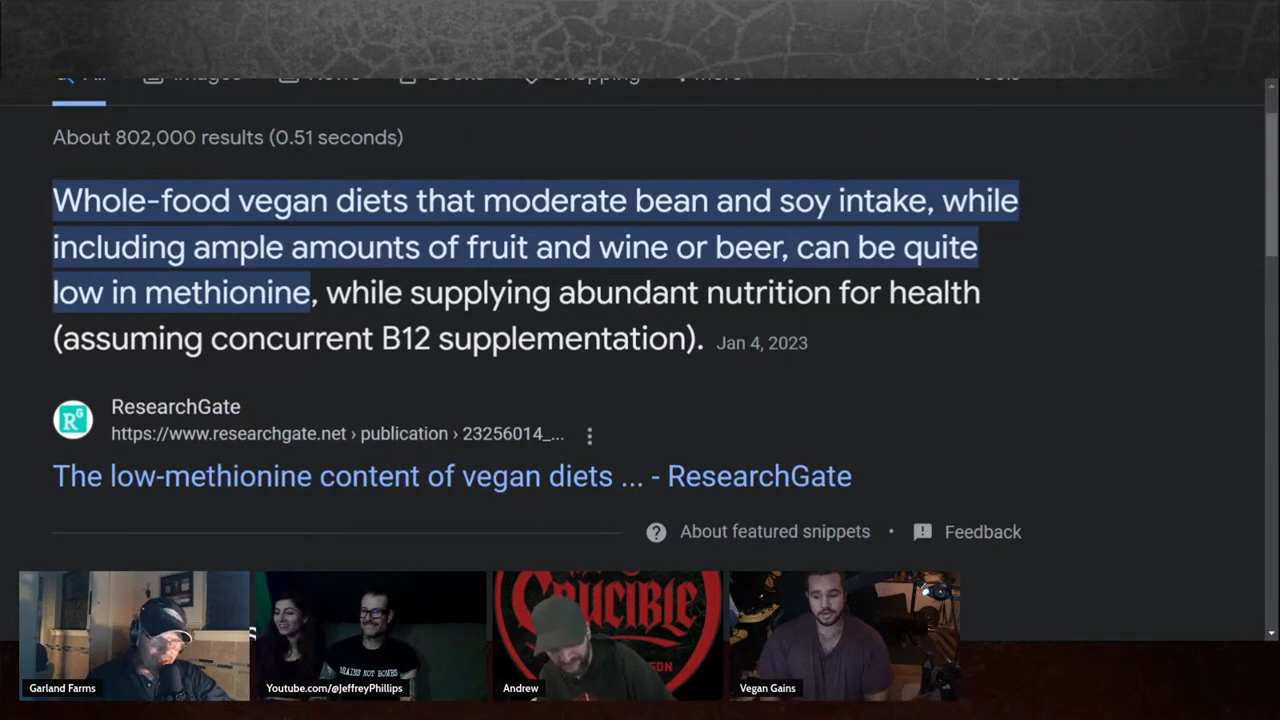 About 802,000 results (0.51 seconds)
Whole-food vegan diets that moderate bean and soy intake, while
including ample amounts of fruit and wine or beer, can be quite
low in methionine, while supplying abundant nutrition for health
(assuming concurrent B12 supplementation). Jan 4, 2023
ResearchGate
https://www.researchgate.net › publication › 23256014_...
The low-methionine content of vegan diets ... - ResearchGate
About featured snippets • Feedback
CRUCIBLE
Garland Farms
Youtube.com/@JeffreyPhillips
Andrew
Vegan Gains